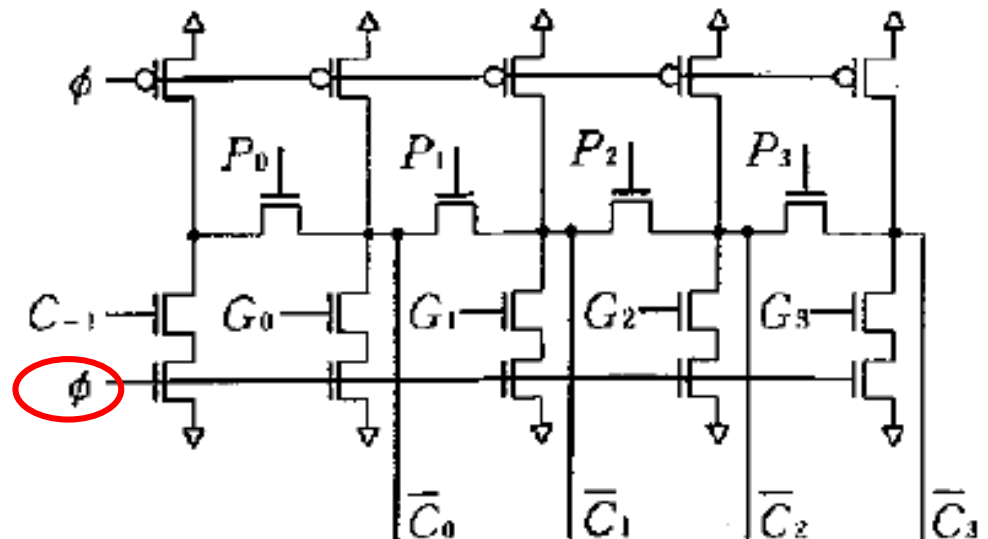 ϕ
P₀ P₁ P₂ P₃
C₋₁ G₀ G₁ G₂ G₃
ϕ
C̅₀ C̅₁ C̅₂ C̅₃